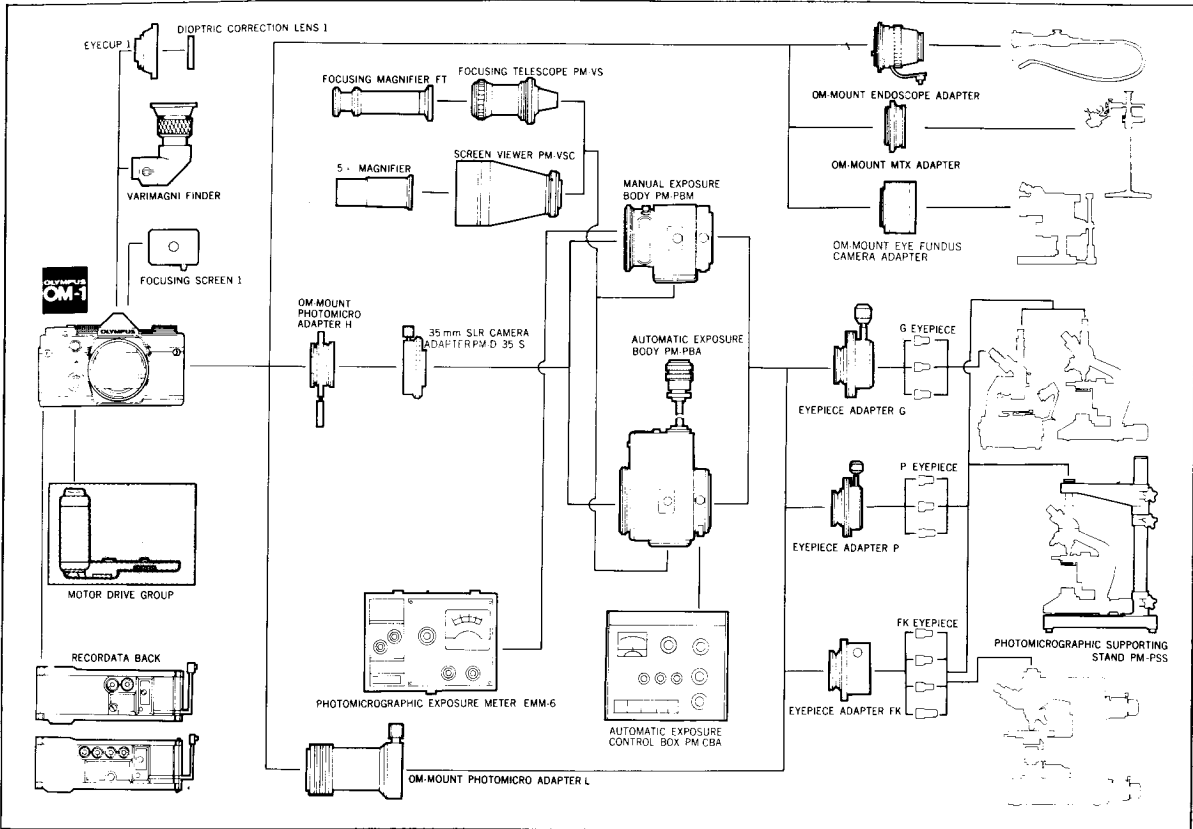 DIOPTRIC CORRECTION LENS 1
EYECUP 1
VARIMAGNI FINDER
FOCUSING SCREEN 1
OLYMPUS
OM-1
OLYMPUS
MOTOR DRIVE GROUP
RECORDATA BACK
FOCUSING MAGNIFIER FT
FOCUSING TELESCOPE PM-VS
5× MAGNIFIER
SCREEN VIEWER PM-VSC
OM-MOUNT
PHOTOMICRO
ADAPTER H
35mm SLR CAMERA
ADAPTER PM-D 35 S
MANUAL EXPOSURE
BODY PM-PBM
AUTOMATIC EXPOSURE
BODY PM-PBA
PHOTOMICROGRAPHIC EXPOSURE METER EMM-6
AUTOMATIC EXPOSURE
CONTROL BOX PM CBA
OM-MOUNT PHOTOMICRO ADAPTER L
OM-MOUNT ENDOSCOPE ADAPTER
OM-MOUNT MTX ADAPTER
OM-MOUNT EYE FUNDUS
CAMERA ADAPTER
G EYEPIECE
EYEPIECE ADAPTER G
P EYEPIECE
EYEPIECE ADAPTER P
FK EYEPIECE
EYEPIECE ADAPTER FK
PHOTOMICROGRAPHIC SUPPORTING
STAND PM-PSS